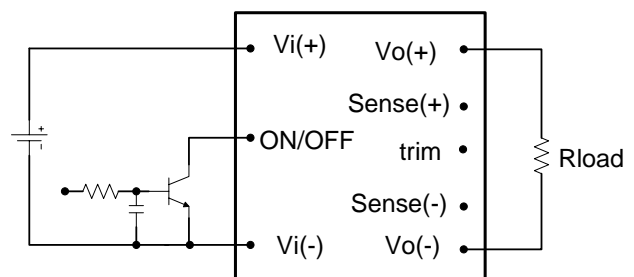 Vi(+)
Vo(+)
Sense(+)
ON/OFF
trim
Rload
Sense(-)
Vi(-)
Vo(-)
+
-